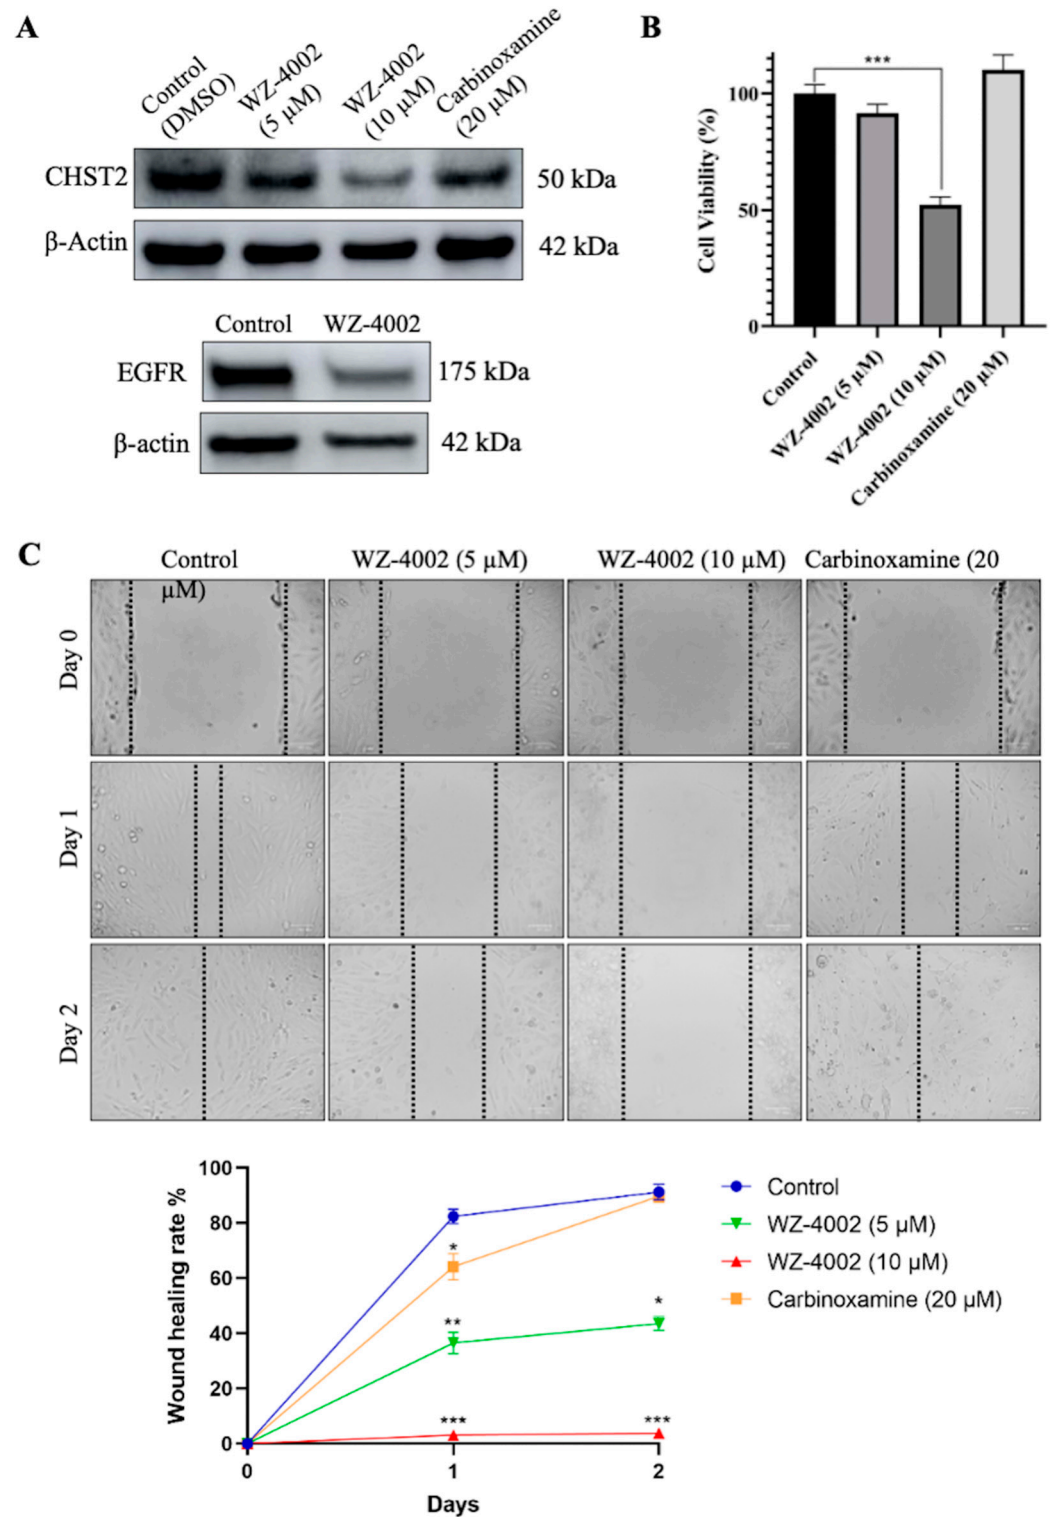 A
Control
(DMSO)
WZ-4002
(5 µM)
WZ-4002
(10 µM)
Carbinoxamine
(20 µM)
CHST2
50 kDa
β-Actin
42 kDa
Control
WZ-4002
EGFR
175 kDa
β-actin
42 kDa
B
Cell Viability (%)
100
50
0
***
Control
WZ-4002 (5 µM)
WZ-4002 (10 µM)
Carbinoxamine (20 µM)
C
Control
WZ-4002 (5 µM)
WZ-4002 (10 µM)
Carbinoxamine (20
µM)
Day 0
Day 1
Day 2
Wound healing rate %
100
80
60
40
20
0
*
**
*
***
***
0
1
2
Days
Control
WZ-4002 (5 µM)
WZ-4002 (10 µM)
Carbinoxamine (20 µM)